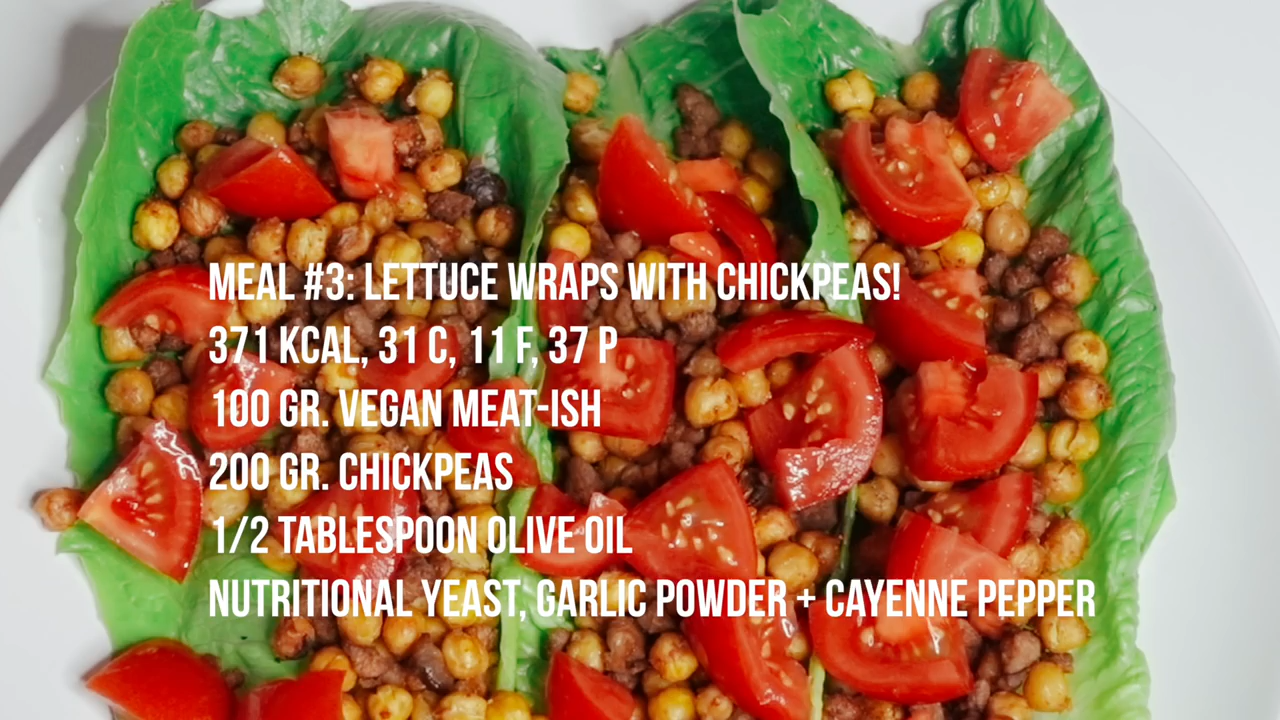 MEAL #3: LETTUCE WRAPS WITH CHICKPEAS!
371 KCAL, 31 C, 11 F, 37 P
100 GR. VEGAN MEAT-ISH
200 GR. CHICKPEAS
1/2 TABLESPOON OLIVE OIL
NUTRITIONAL YEAST, GARLIC POWDER + CAYENNE PEPPER